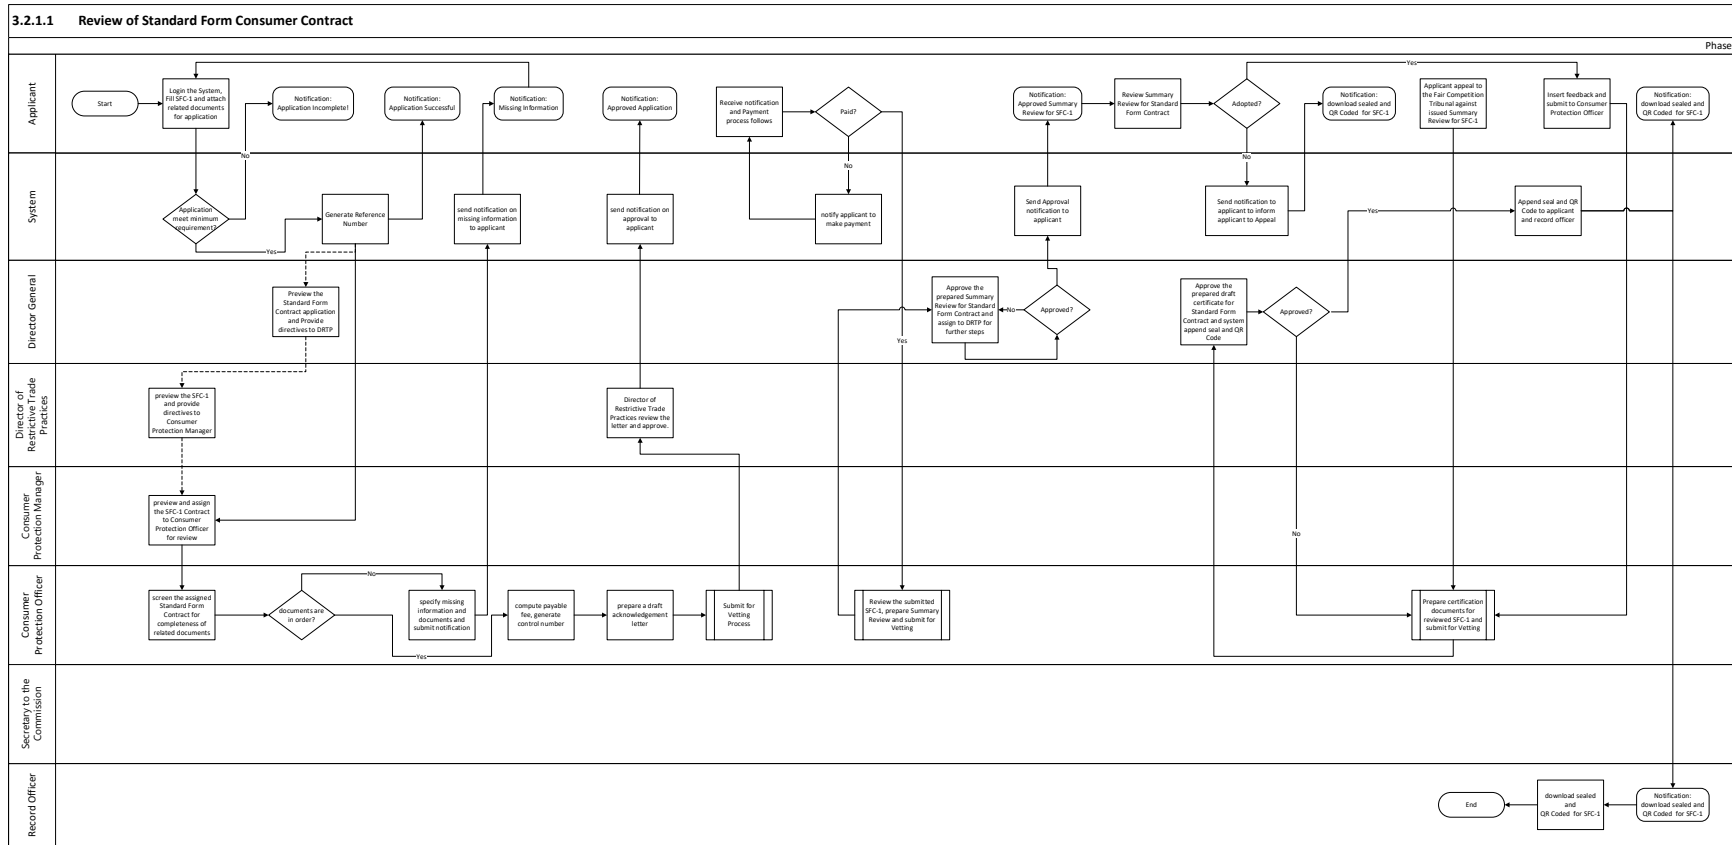 3.2.1.1 Review of Standard Form Consumer Contract
Phase
Applicant
Start
Login the System,
Fill SFC-1 and attach
related documents
for application
Notification:
Application Incomplete!
Notification:
Application Successful
Notification:
Missing Information
Notification:
Approved Application
Receive notification
and Payment
process follows
Paid?
Notification:
Approved Summary
Review for SFC-1
Review Summary
Review for Standard
Form Contract
Adopted?
Yes
Notification:
download sealed and
QR Coded for SFC-1
Applicant appeal to
the Fair Competition
Tribunal against
issued Summary
Review for SFC-1
Insert feedback and
submit to Consumer
Protection Officer
Notification:
download sealed and
QR Coded for SFC-1
No
No
No
System
Application
meet minimum
requirement?
Yes
Generate Reference
Number
send notification on
missing information
to applicant
send notification on
approval to
applicant
notify applicant to
make payment
Send Approval
notification to
applicant
Send notification to
applicant to inform
applicant to Appeal
Yes
Append seal and QR
Code to applicant
and record officer
Director General
Preview the
Standard Form
Contract application
and Provide
directives to DRTP
Yes
Approve the
prepared Summary
Review for Standard
Form Contract and
assign to DRTP for
further steps
No
Approved?
Approve the
prepared draft
certificate for
Standard Form
Contract and system
append seal and QR
Code
Approved?
Director of
Restrictive Trade
Practices
preview the SFC-1
and provide
directives to
Consumer
Protection Manager
Director of
Restrictive Trade
Practices review the
letter and approve.
Consumer
Protection Manager
preview and assign
the SFC-1 Contract
to Consumer
Protection Officer
for review
No
Consumer
Protection Officer
screen the assigned
Standard Form
Contract for
completeness of
related documents
documents are
in order?
No
Yes
specify missing
information and
documents and
submit notification
compute payable
fee, generate
control number
prepare a draft
acknowledgement
letter
Submit for
Vetting
Process
Review the submitted
SFC-1, prepare Summary
Review and submit for
Vetting
Prepare certification
documents for
reviewed SFC-1 and
submit for Vetting
Secretary to the
Commission
Record Officer
End
download sealed
and
QR Coded for SFC-1
Notification:
download sealed and
QR Coded for SFC-1